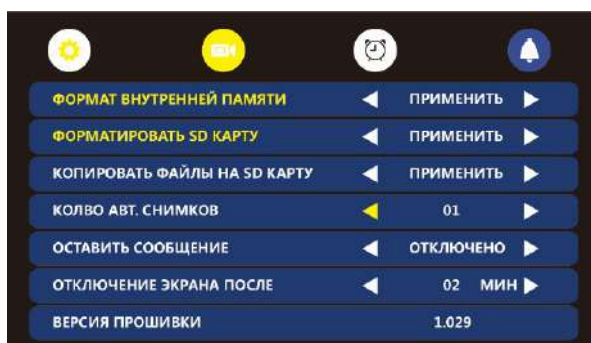 ФОРМАТ ВНУТРЕННЕЙ ПАМЯТИ ПРИМЕНИТЬ
ФОРМАТИРОВАТЬ SD КАРТУ ПРИМЕНИТЬ
КОПИРОВАТЬ ФАЙЛЫ НА SD КАРТУ ПРИМЕНИТЬ
КОЛВО АВТ. СНИМКОВ 01
ОСТАВИТЬ СООБЩЕНИЕ ОТКЛЮЧЕНО
ОТКЛЮЧЕНИЕ ЭКРАНА ПОСЛЕ 02 МИН
ВЕРСИЯ ПРОШИВКИ 1.029